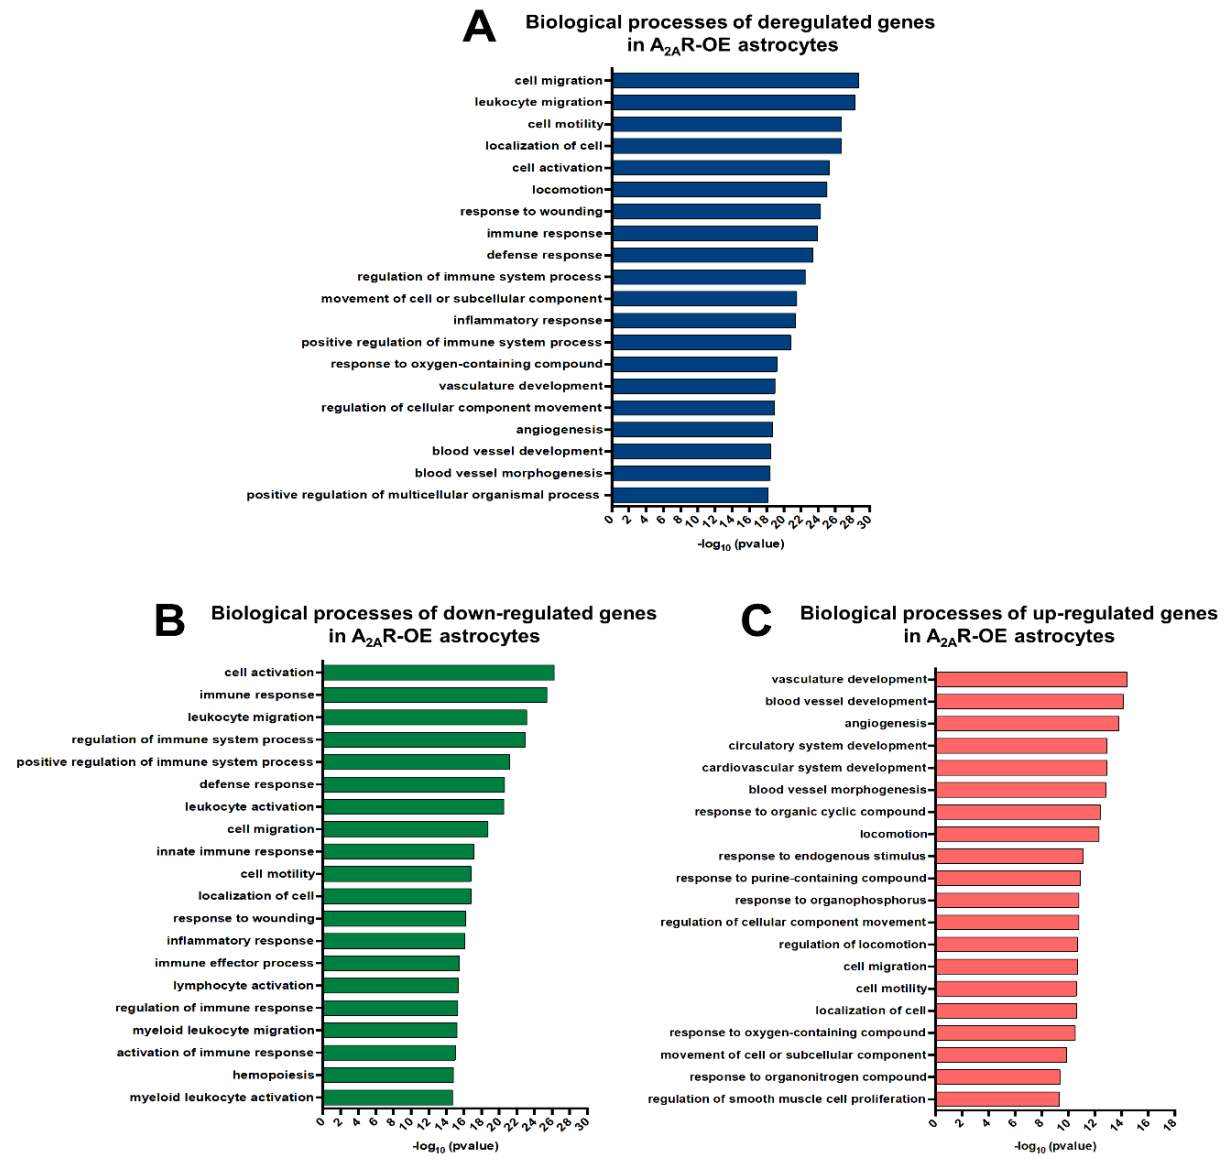 A
Biological processes of deregulated genes
in A2AR-OE astrocytes
cell migration
leukocyte migration
cell motility
localization of cell
cell activation
locomotion
response to wounding
immune response
defense response
regulation of immune system process
movement of cell or subcellular component
inflammatory response
positive regulation of immune system process
response to oxygen-containing compound
vasculature development
regulation of cellular component movement
angiogenesis
blood vessel development
blood vessel morphogenesis
positive regulation of multicellular organismal process
0 2 4 6 8 10 12 14 16 18 20 22 24 26 28 30
-log10 (pvalue)
B
Biological processes of down-regulated genes
in A2AR-OE astrocytes
cell activation
immune response
leukocyte migration
regulation of immune system process
positive regulation of immune system process
defense response
leukocyte activation
cell migration
innate immune response
cell motility
localization of cell
response to wounding
inflammatory response
immune effector process
lymphocyte activation
regulation of immune response
myeloid leukocyte migration
activation of immune response
hemopoiesis
myeloid leukocyte activation
0 2 4 6 8 10 12 14 16 18 20 22 24 26 28 30
-log10 (pvalue)
C
Biological processes of up-regulated genes
in A2AR-OE astrocytes
vasculature development
blood vessel development
angiogenesis
circulatory system development
cardiovascular system development
blood vessel morphogenesis
response to organic cyclic compound
locomotion
response to endogenous stimulus
response to purine-containing compound
response to organophosphorus
regulation of cellular component movement
regulation of locomotion
cell migration
cell motility
localization of cell
response to oxygen-containing compound
movement of cell or subcellular component
response to organonitrogen compound
regulation of smooth muscle cell proliferation
0 2 4 6 8 10 12 14 16 18
-log10 (pvalue)